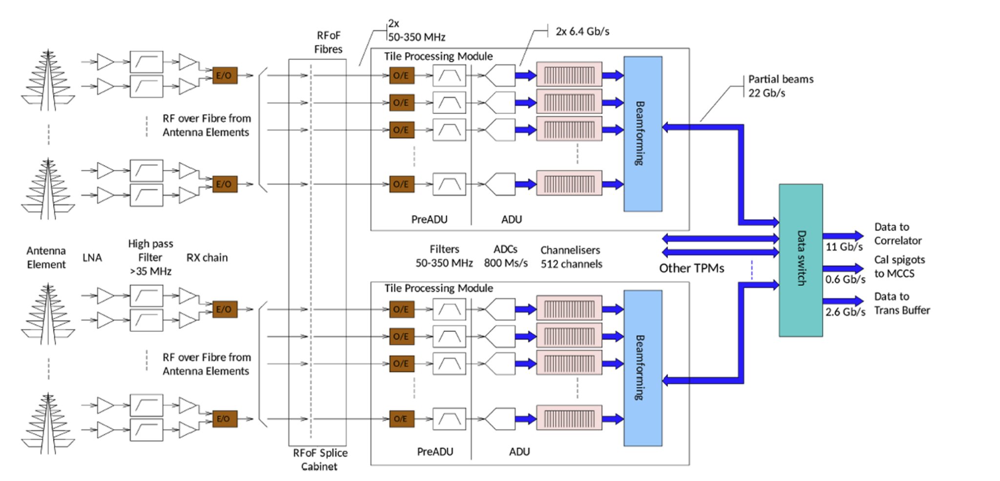 2x
50-350 MHz
2x 6.4 Gb/s
RFoF
Fibres
Tile Processing Module
E/O
O/E
Partial beams
22 Gb/s
O/E
RF over Fibre from
Antenna Elements
O/E
Beamforming
E/O
O/E
PreADU
ADU
Antenna
Element
LNA
High pass
Filter
>35 MHz
RX chain
Filters
50-350 MHz
ADCs
800 Ms/s
Channelisers
512 channels
Other TPMs
Data switch
Data to
Correlator
11 Gb/s
Cal spigots
to MCCS
0.6 Gb/s
Data to
Trans Buffer
2.6 Gb/s
Tile Processing Module
E/O
O/E
O/E
RF over Fibre from
Antenna Elements
O/E
Beamforming
E/O
O/E
PreADU
ADU
RFoF Splice
Cabinet